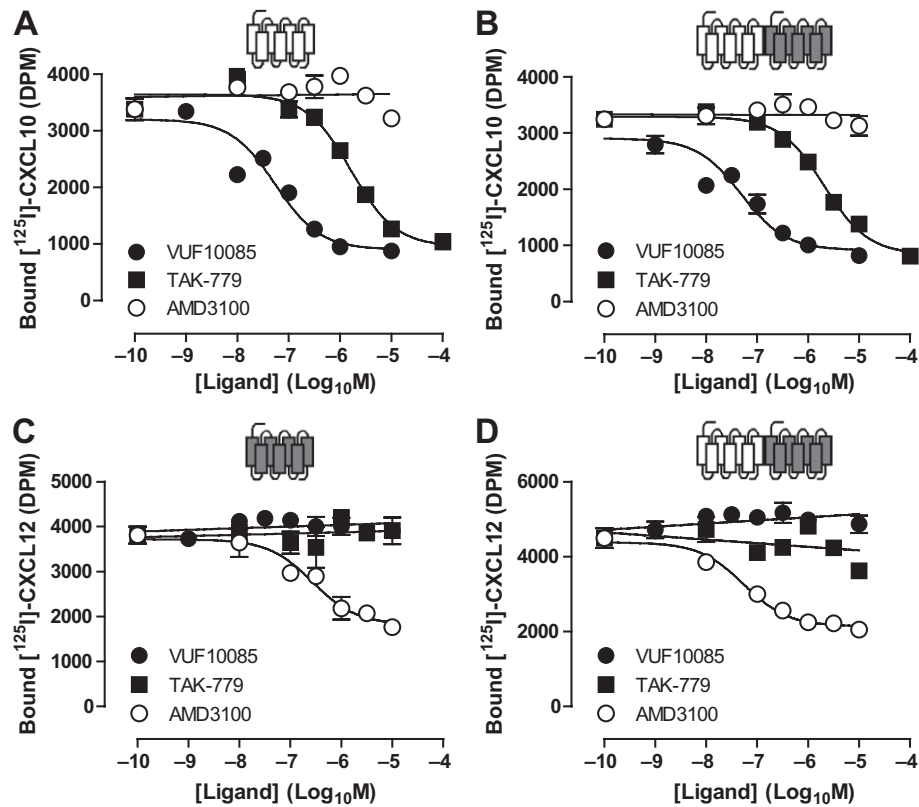 A
Bound [¹²⁵I]-CXCL10 (DPM)
4000
3000
2000
1000
0
VUF10085
TAK-779
AMD3100
–10 –9 –8 –7 –6 –5 –4
[Ligand] (Log₁₀M)
B
Bound [¹²⁵I]-CXCL10 (DPM)
4000
3000
2000
1000
0
VUF10085
TAK-779
AMD3100
–10 –9 –8 –7 –6 –5 –4
[Ligand] (Log₁₀M)
C
Bound [¹²⁵I]-CXCL12 (DPM)
5000
4000
3000
2000
1000
0
VUF10085
TAK-779
AMD3100
–10 –9 –8 –7 –6 –5 –4
[Ligand] (Log₁₀M)
D
Bound [¹²⁵I]-CXCL12 (DPM)
6000
4000
2000
0
VUF10085
TAK-779
AMD3100
–10 –9 –8 –7 –6 –5 –4
[Ligand] (Log₁₀M)